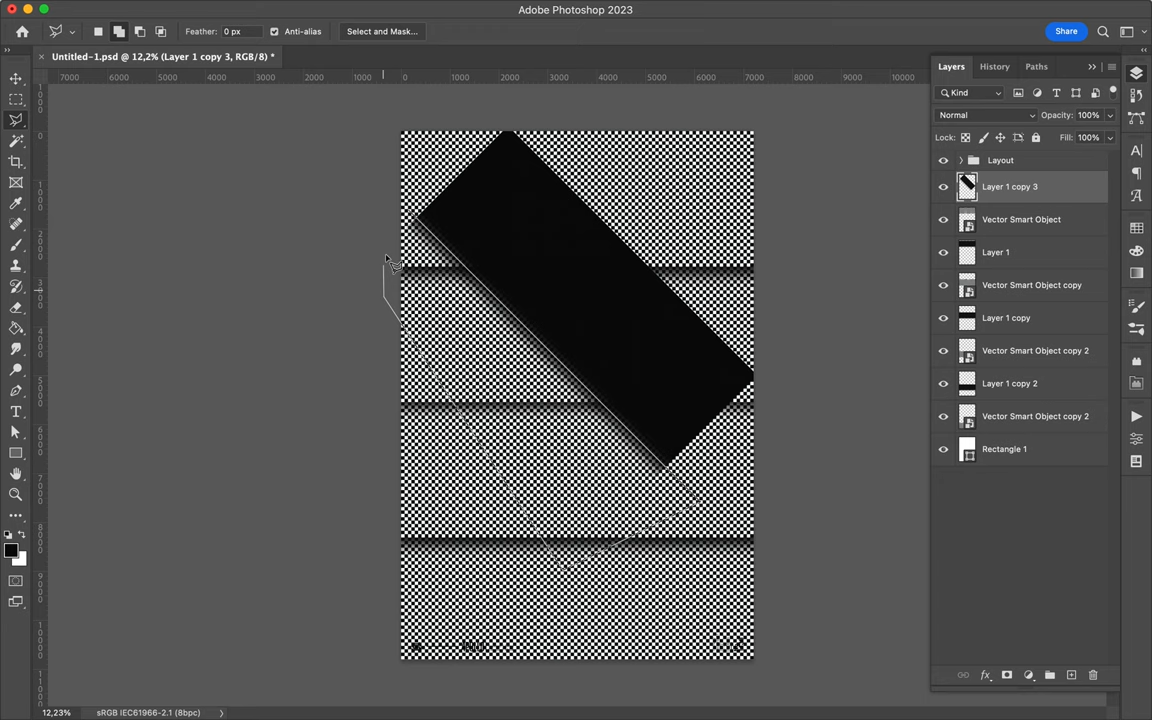 Adobe Photoshop 2023
Feather: 0 px
Anti-alias
Select and Mask...
Share
Untitled-1.psd @ 12,2% (Layer 1 copy 3, RGB/8) *
7000 6000 5000 4000 3000 2000 1000 0 1000 2000 3000 4000 5000 6000 7000 8000 9000 10000
Layers History Paths
Kind
Normal Opacity: 100%
Lock: Fill: 100%
Layout
Layer 1 copy 3
Vector Smart Object
Layer 1
Vector Smart Object copy
Layer 1 copy
Vector Smart Object copy 2
Layer 1 copy 2
Vector Smart Object copy 2
Rectangle 1
12,23% sRGB IEC61966-2.1 (8bpc)